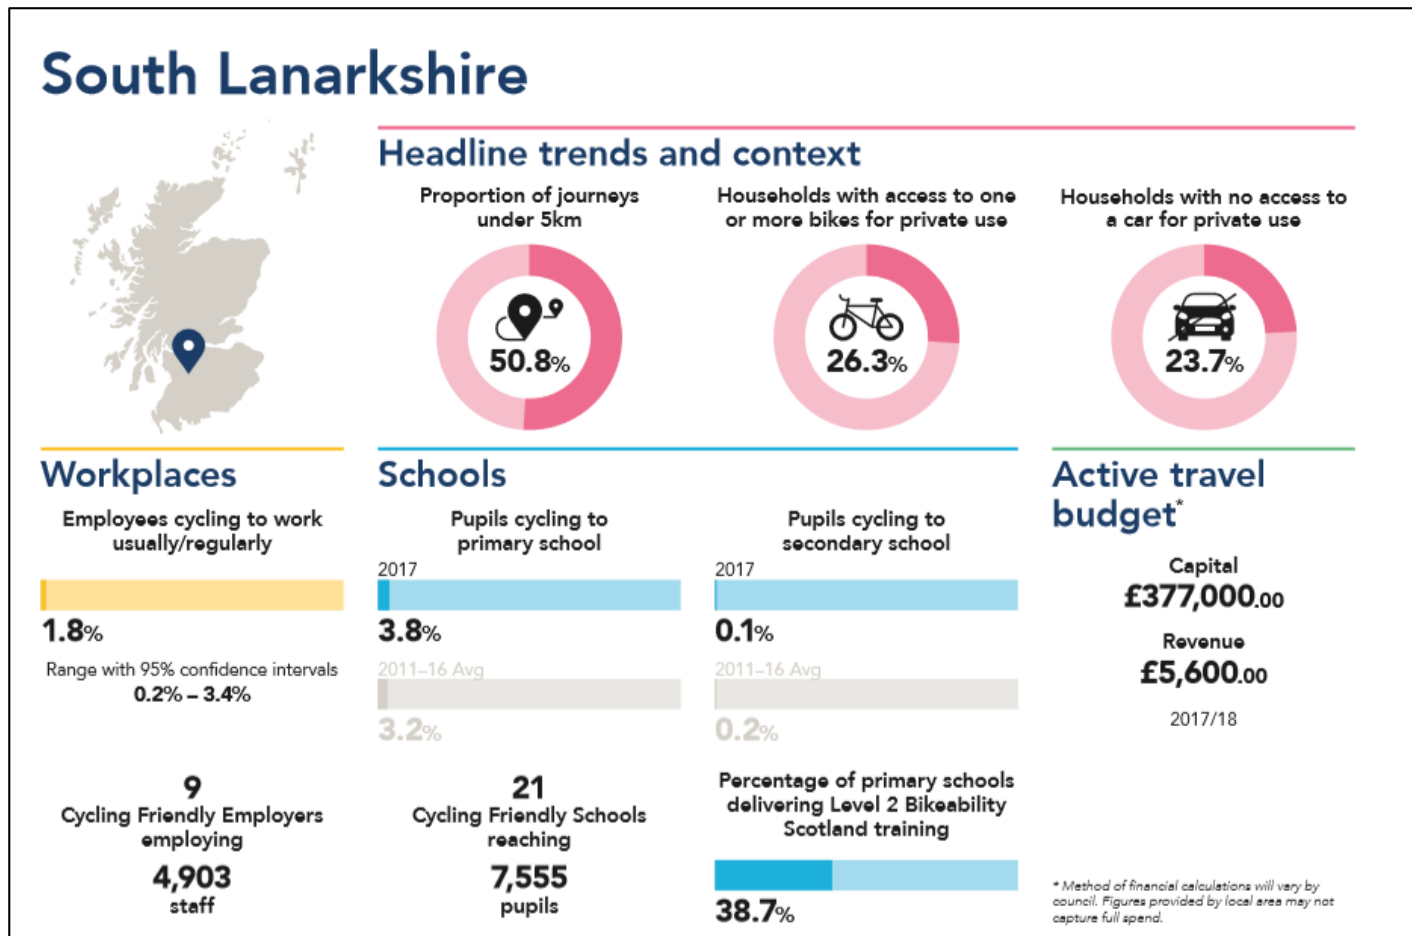 South Lanarkshire
Headline trends and context
Proportion of journeys
under 5km
50.8%
Households with access to one
or more bikes for private use
26.3%
Households with no access to
a car for private use
23.7%
Workplaces
Employees cycling to work
usually/regularly
1.8%
Range with 95% confidence intervals
0.2% – 3.4%
9
Cycling Friendly Employers
employing
4,903
staff
Schools
Pupils cycling to
primary school
2017
3.8%
2011–16 Avg
3.2%
21
Cycling Friendly Schools
reaching
7,555
pupils
Pupils cycling to
secondary school
2017
0.1%
2011–16 Avg
0.2%
Percentage of primary schools
delivering Level 2 Bikeability
Scotland training
38.7%
Active travel
budget*
Capital
£377,000.00
Revenue
£5,600.00
2017/18
* Method of financial calculations will vary by
council. Figures provided by local area may not
capture full spend.